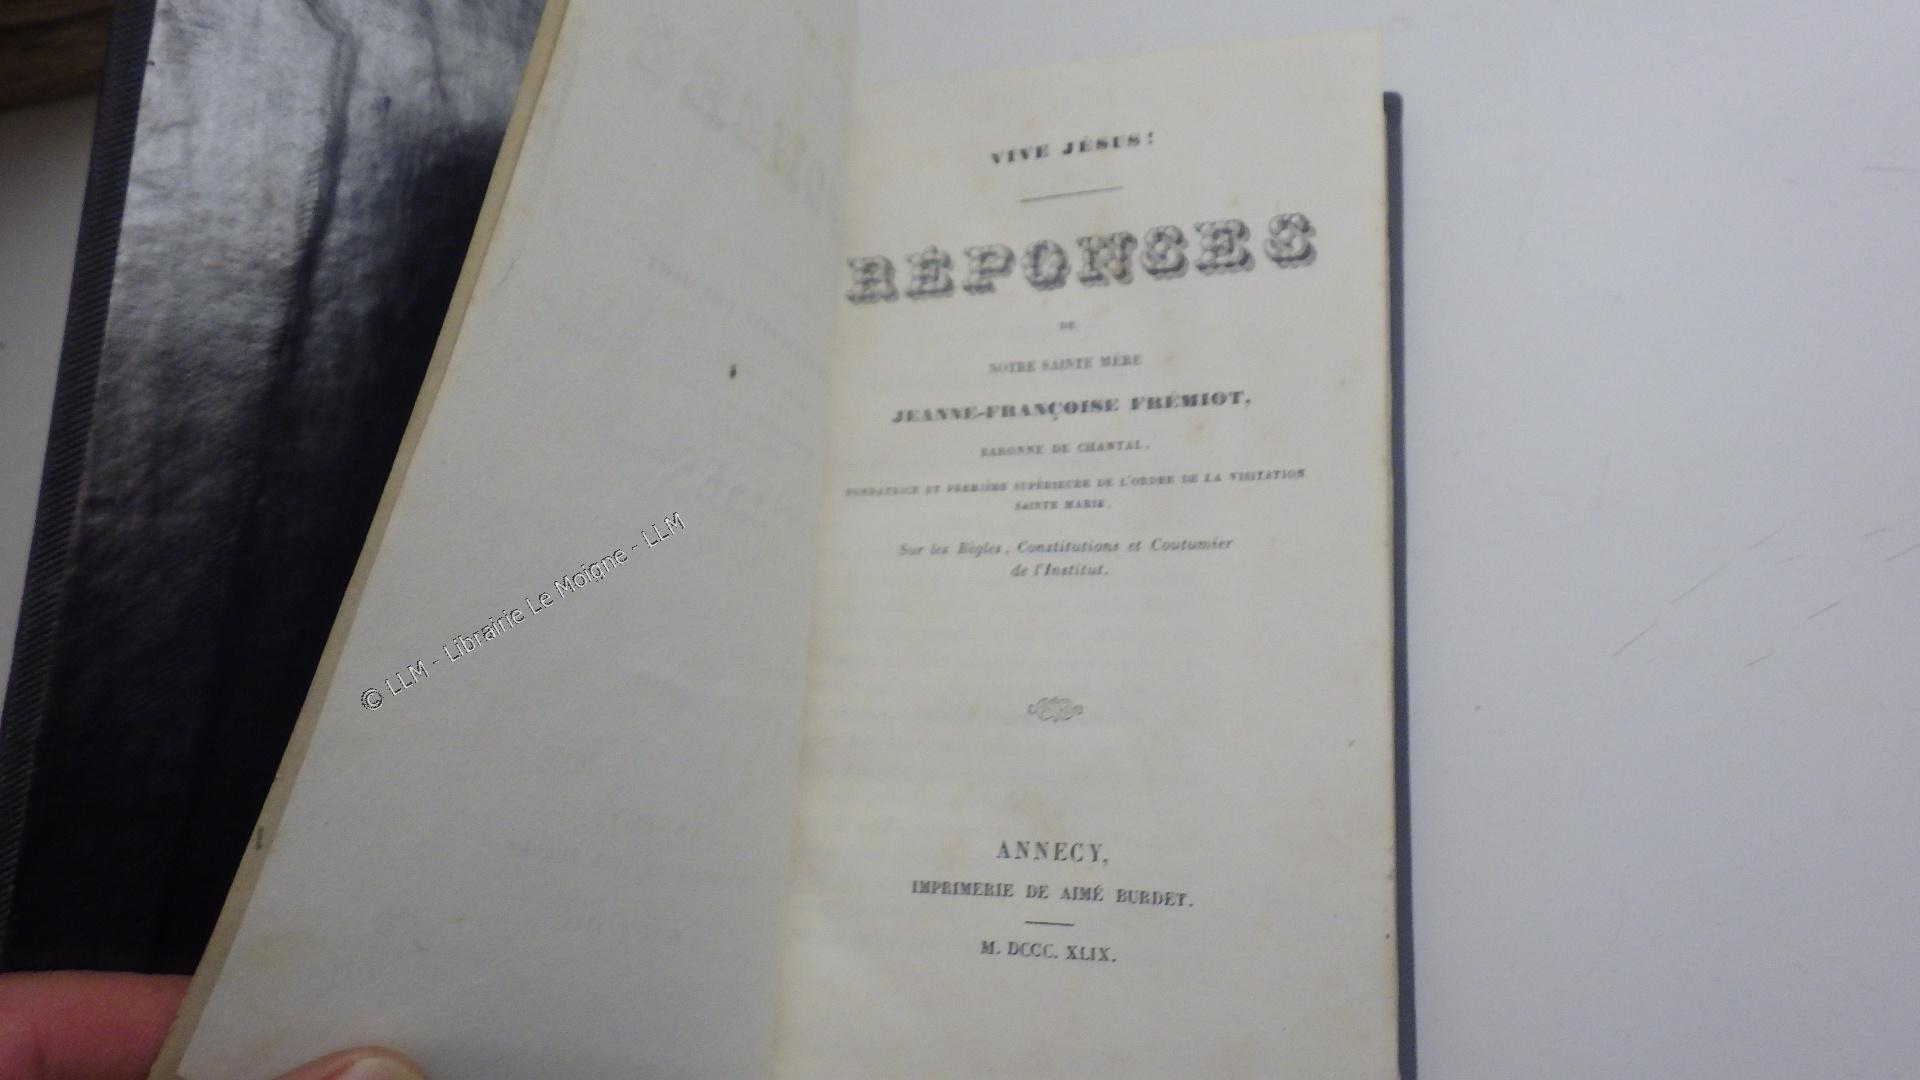 VIVE JÉSUS!
RÉPONSES
DE
NOTRE SAINTE MÈRE
JEANNE-FRANÇOISE FRÉMIOT,
BARONNE DE CHANTAL,
FONDATRICE ET PREMIÈRE SUPÉRIEURE DE L'ORDRE DE LA VISITATION
SAINTE MARIE,
Sur les Règles, Constitutions et Coutumier
de l'Institut.
ANNECY,
IMPRIMERIE DE AIMÉ BURDET.
M. DCCC. XLIX.
© LLM - Librairie Le Moigne - LLM